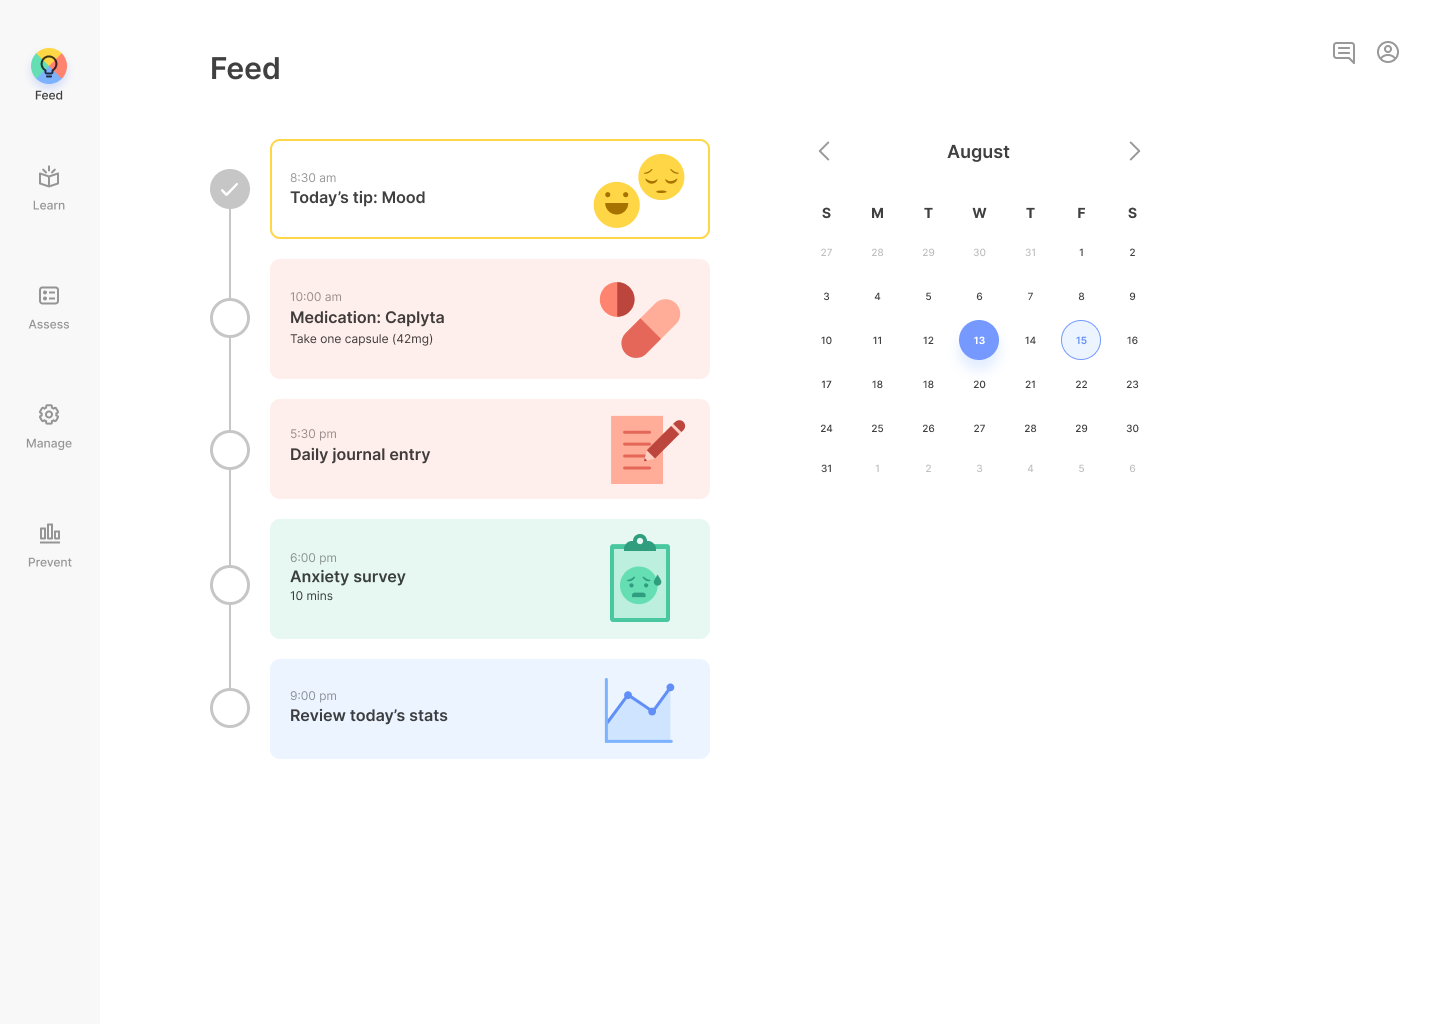 Feed
Learn
Assess
Manage
Prevent
Feed
8:30 am
Today’s tip: Mood
10:00 am
Medication: Caplyta
Take one capsule (42mg)
5:30 pm
Daily journal entry
6:00 pm
Anxiety survey
10 mins
9:00 pm
Review today’s stats
August
S M T W T F S
27 28 29 30 31 1 2
3 4 5 6 7 8 9
10 11 12 13 14 15 16
17 18 18 20 21 22 23
24 25 26 27 28 29 30
31 1 2 3 4 5 6